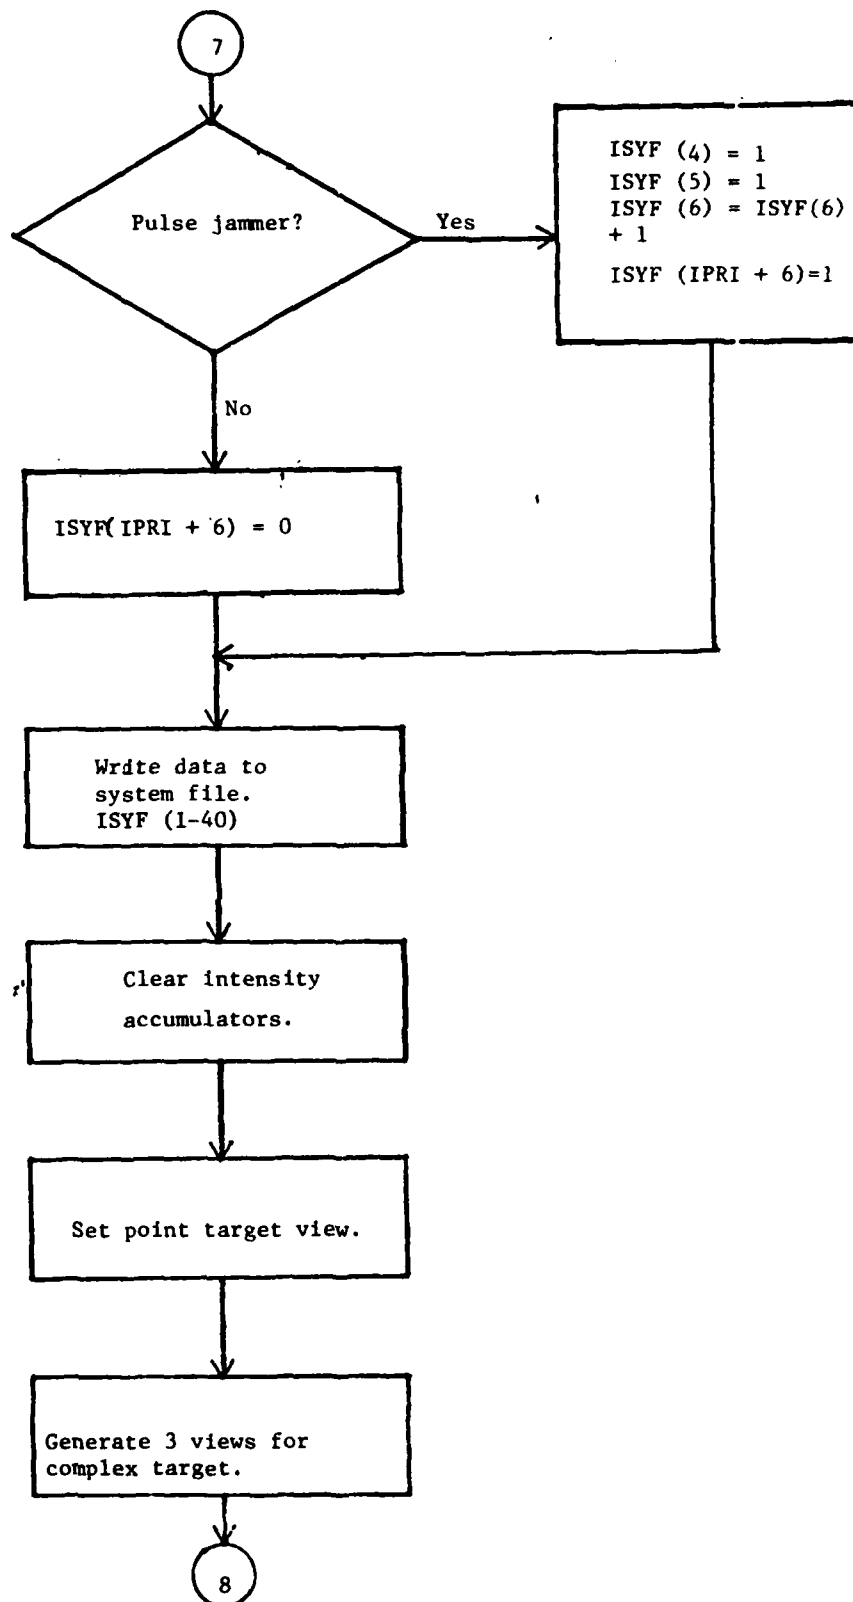 7
Pulse jammer?
Yes
ISYF (4) = 1
ISYF (5) = 1
ISYF (6) = ISYF(6)
+ 1
ISYF (IPRI + 6)=1
No
ISYF(IPRI + 6) = 0
Write data to
system file.
ISYF (1-40)
Clear intensity
accumulators.
Set point target view.
Generate 3 views for
complex target.
8